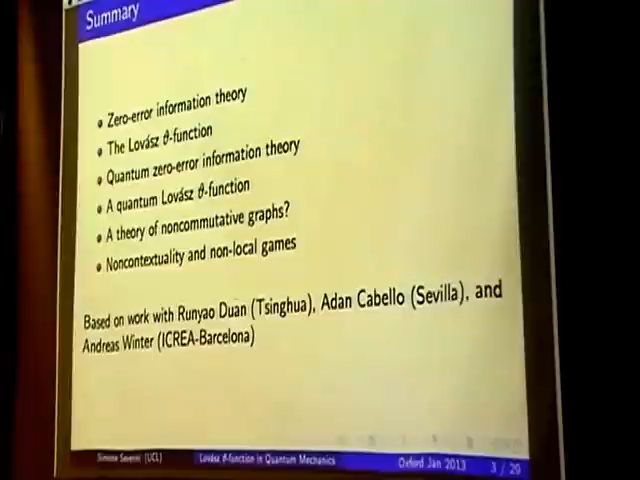 Summary
• Zero-error information theory
• The Lovász ϑ-function
• Quantum zero-error information theory
• A quantum Lovász ϑ-function
• A theory of noncommutative graphs?
• Noncontextuality and non-local games
Based on work with Runyao Duan (Tsinghua), Adan Cabello (Sevilla), and
Andreas Winter (ICREA-Barcelona)
Simone Severini (UCL) Lovász ϑ-function in Quantum Mechanics Oxford Jan 2013 3 / 29